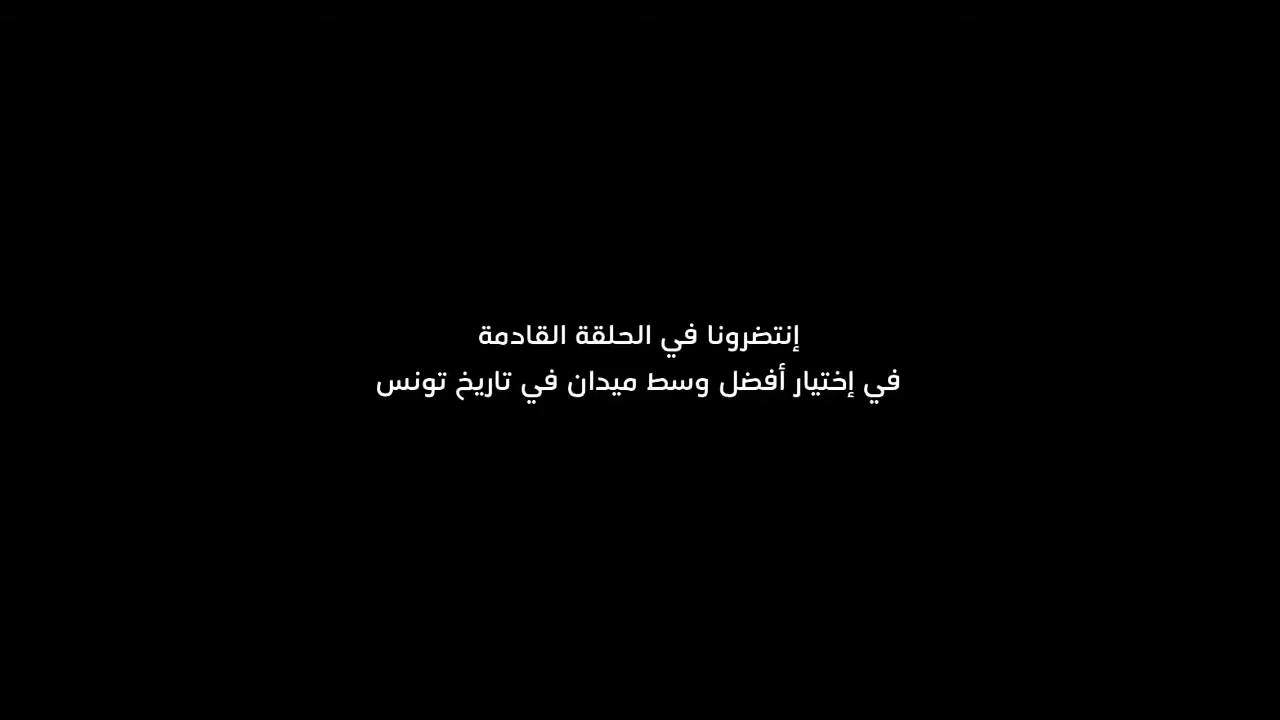 إنتضرونا في الحلقة القادمة
في إختيار أفضل وسط ميدان في تاريخ تونس